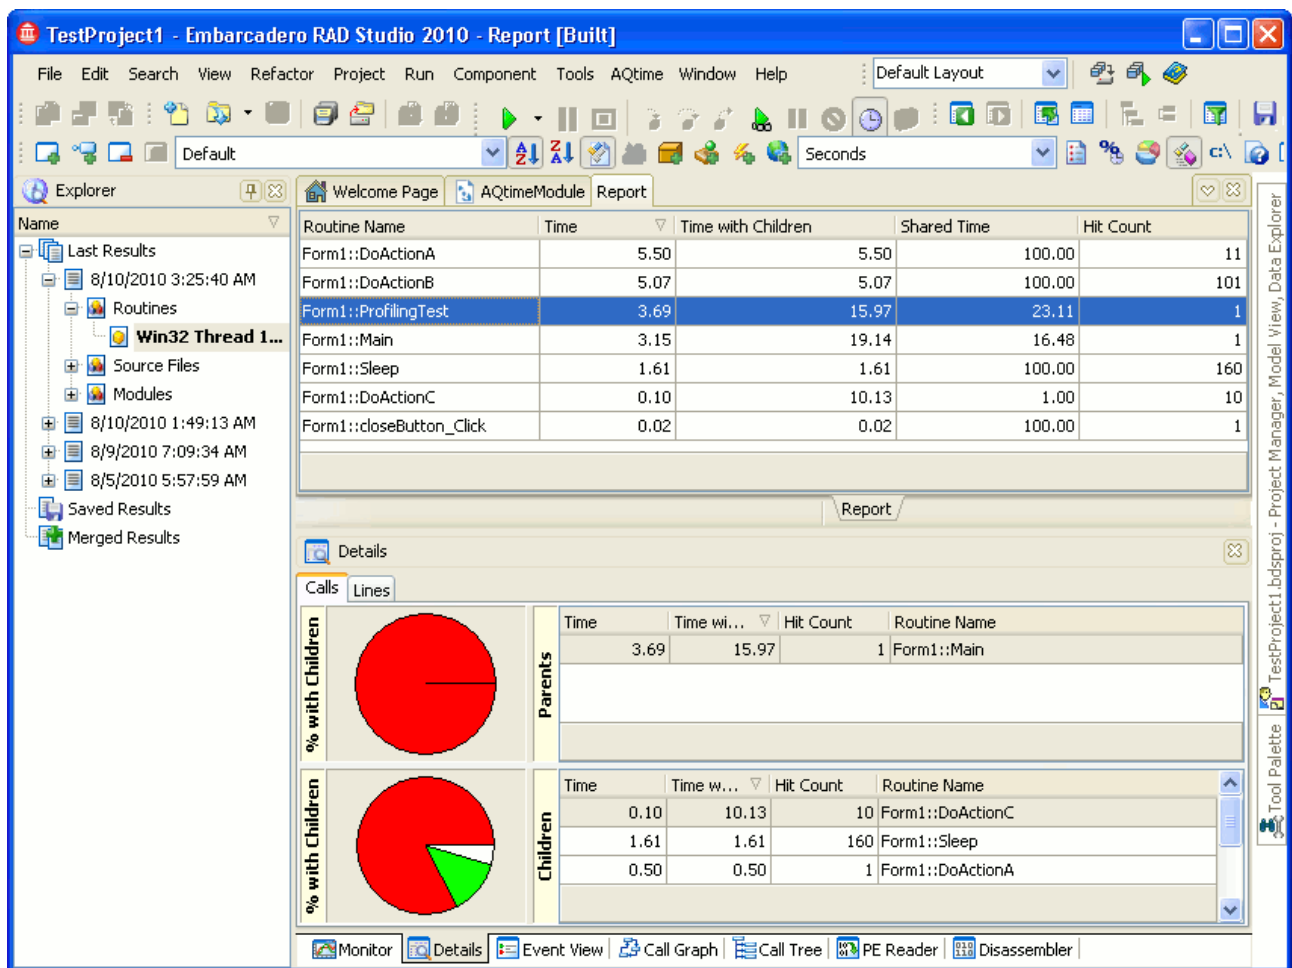 TestProject1 - Embarcadero RAD Studio 2010 - Report [Built]
File Edit Search View Refactor Project Run Component Tools AQtime Window Help
Default Layout
Default
Seconds
Explorer
Name
Last Results
8/10/2010 3:25:40 AM
Routines
Win32 Thread 1...
Source Files
Modules
8/10/2010 1:49:13 AM
8/9/2010 7:09:34 AM
8/5/2010 5:57:59 AM
Saved Results
Merged Results
Welcome Page AQtimeModule Report
Routine Name Time Time with Children Shared Time Hit Count
Form1::DoActionA 5.50 5.50 100.00 11
Form1::DoActionB 5.07 5.07 100.00 101
Form1::ProfilingTest 3.69 15.97 23.11 1
Form1::Main 3.15 19.14 16.48 1
Form1::Sleep 1.61 1.61 100.00 160
Form1::DoActionC 0.10 10.13 1.00 10
Form1::closeButton_Click 0.02 0.02 100.00 1
Report
Details
Calls Lines
% with Children
Parents
Time Time wi... Hit Count Routine Name
3.69 15.97 1 Form1::Main
% with Children
Children
Time Time w... Hit Count Routine Name
0.10 10.13 10 Form1::DoActionC
1.61 1.61 160 Form1::Sleep
0.50 0.50 1 Form1::DoActionA
Monitor Details Event View Call Graph Call Tree PE Reader Disassembler
TestProject1.bdsproj - Project Manager, Model View, Data Explorer
Tool Palette